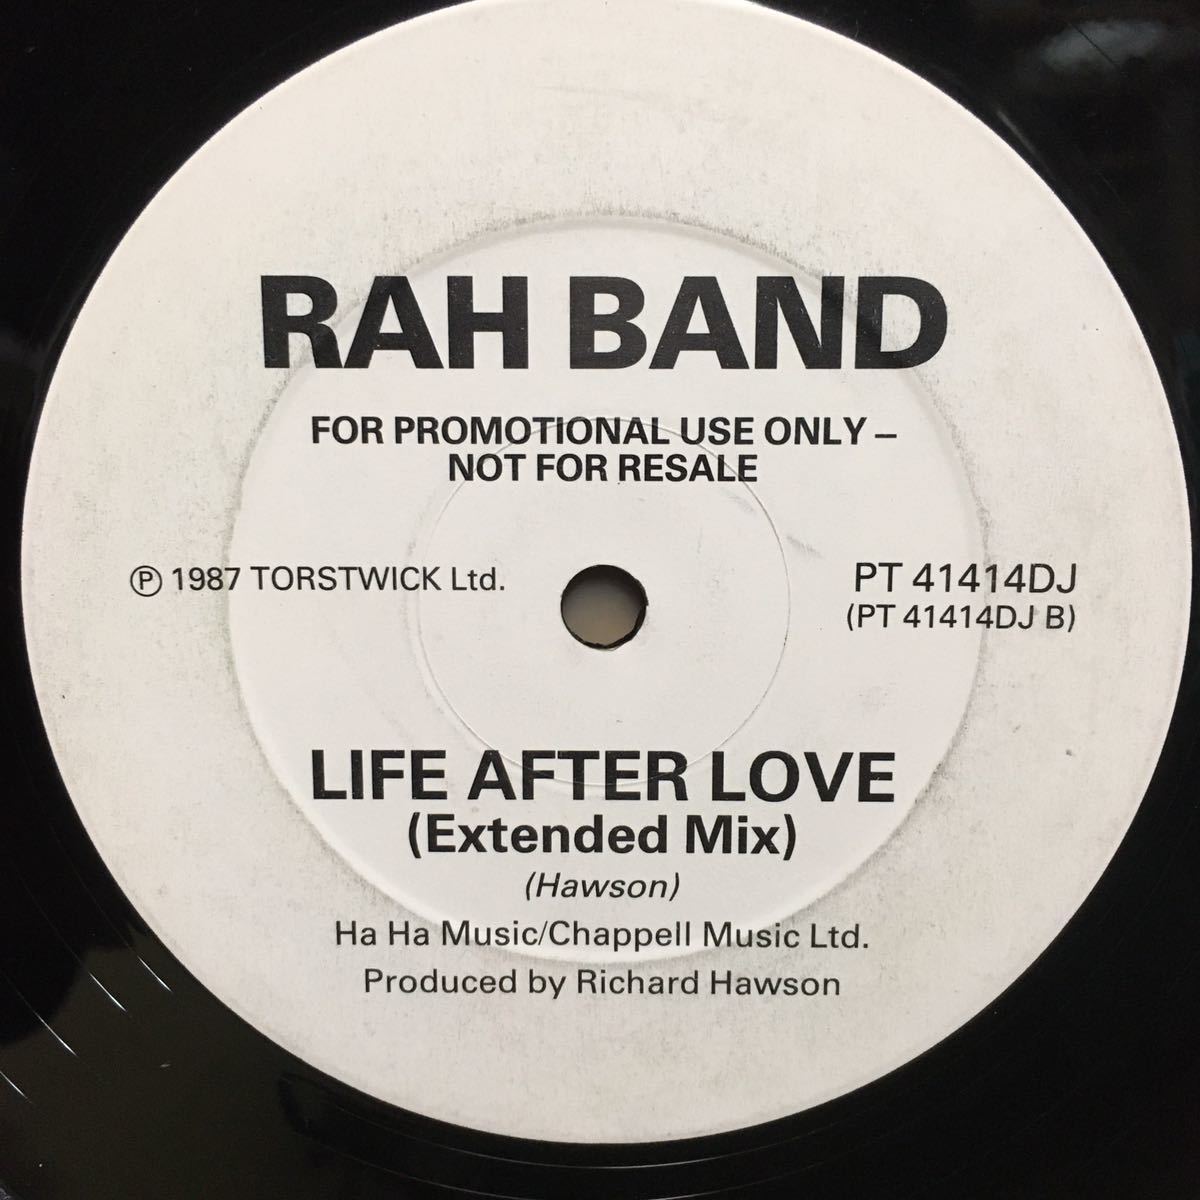 RAH BAND
FOR PROMOTIONAL USE ONLY –
NOT FOR RESALE
Ⓟ 1987 TORSTWICK Ltd.
PT 41414DJ
(PT 41414DJ B)
LIFE AFTER LOVE
(Extended Mix)
(Hawson)
Ha Ha Music/Chappell Music Ltd.
Produced by Richard Hawson